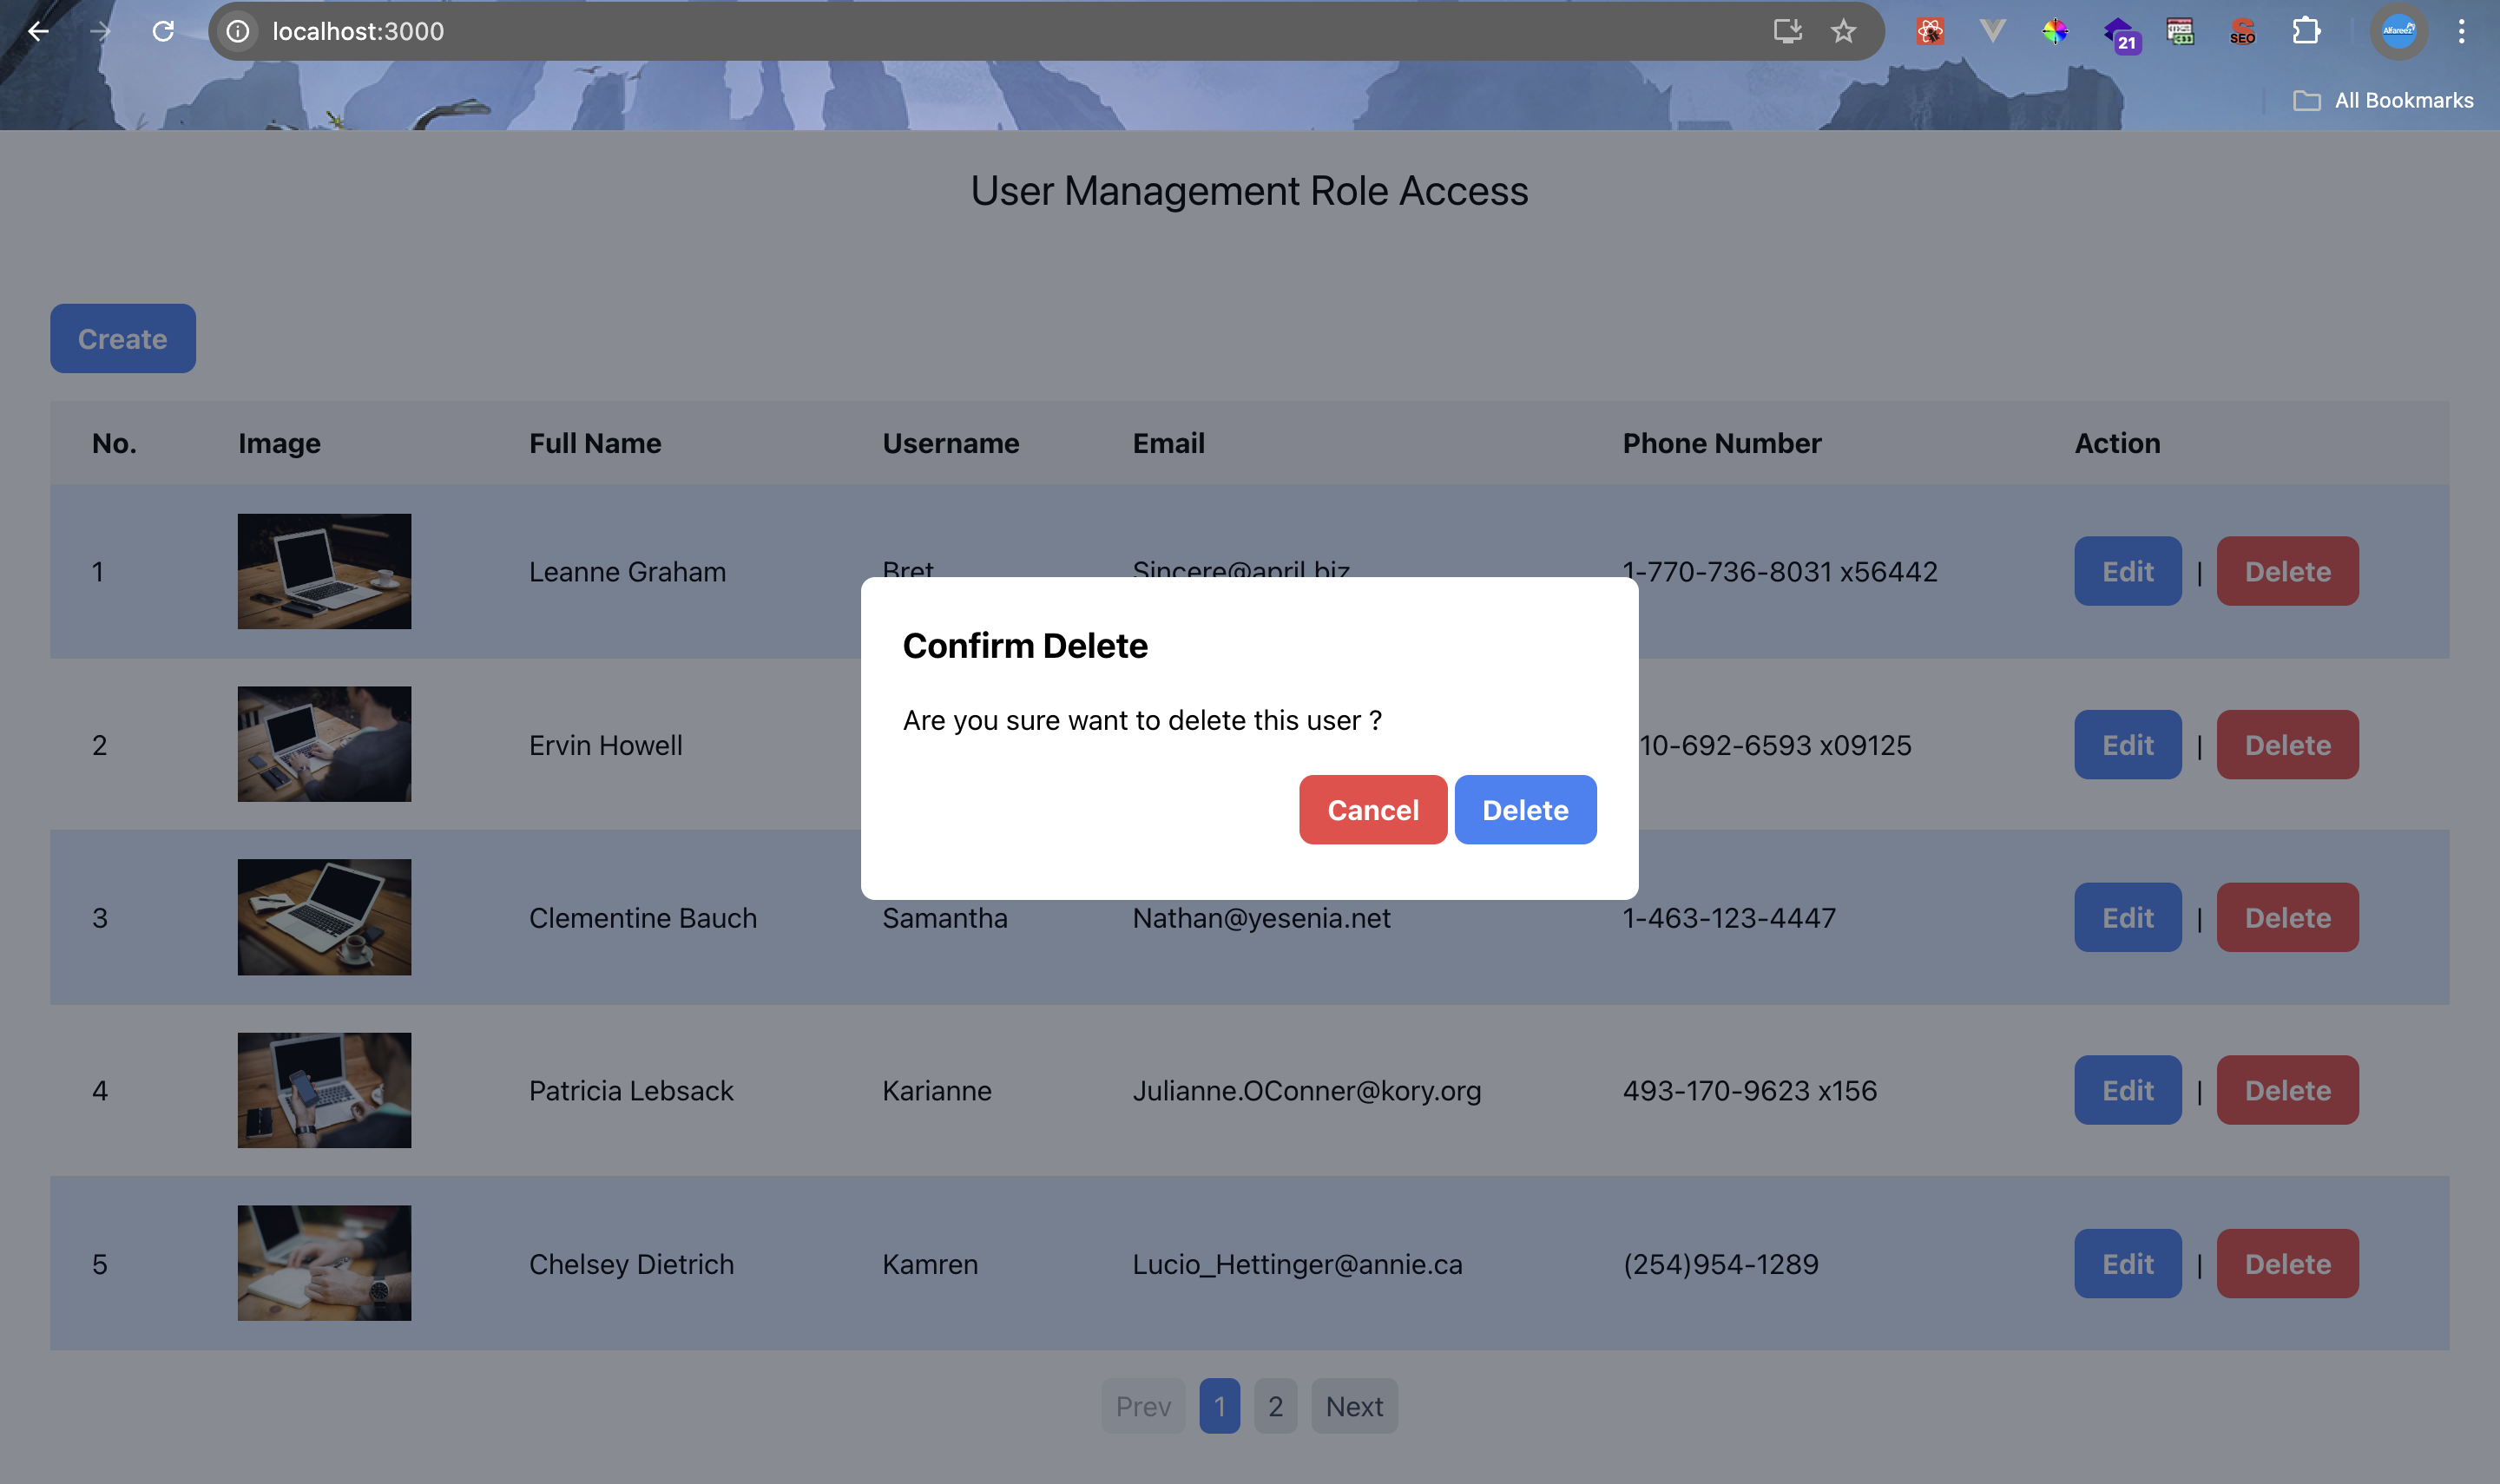 localhost:3000
21
SEO
Alfareez
All Bookmarks
User Management Role Access
Create
No. Image Full Name Username Email Phone Number Action
1 Leanne Graham Bret Sincere@april.biz 1-770-736-8031 x56442 Edit | Delete
Confirm Delete
Are you sure want to delete this user ?
2 Ervin Howell 10-692-6593 x09125 Edit | Delete
Cancel Delete
3 Clementine Bauch Samantha Nathan@yesenia.net 1-463-123-4447 Edit | Delete
4 Patricia Lebsack Karianne Julianne.OConner@kory.org 493-170-9623 x156 Edit | Delete
5 Chelsey Dietrich Kamren Lucio_Hettinger@annie.ca (254)954-1289 Edit | Delete
Prev 1 2 Next